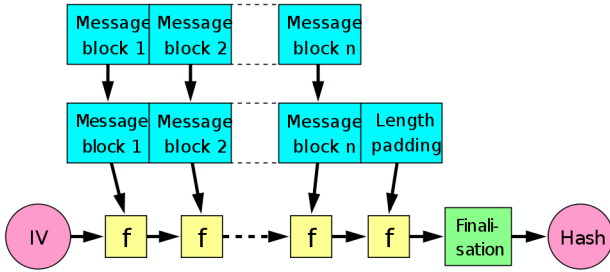 Message Message Message
block 1 block 2 block n
Message Message Message Length
block 1 block 2 block n padding
IV f f f f Finali-
sation Hash